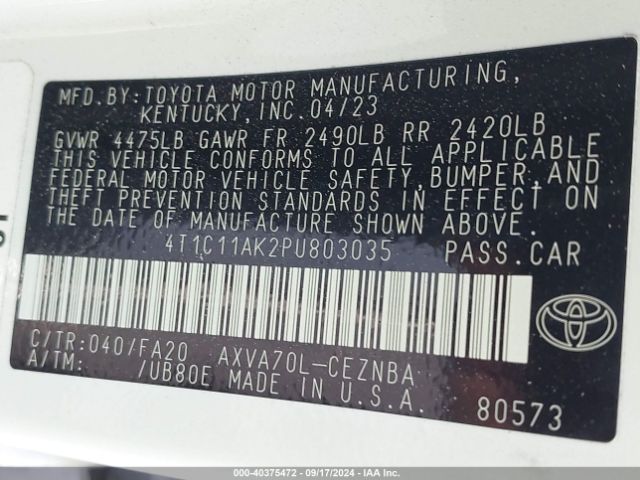 MFD.BY:TOYOTA MOTOR MANUFACTURING,
KENTUCKY, INC. 04/23
GVWR 4475LB GAWR FR 2490LB RR 2420LB
THIS VEHICLE CONFORMS TO ALL APPLICABLE
FEDERAL MOTOR VEHICLE SAFETY, BUMPER, AND
THEFT PREVENTION STANDARDS IN EFFECT ON
THE DATE OF MANUFACTURE SHOWN ABOVE.
4T1C11AK2PU803035 PASS.CAR
C/TR:040/FA20 AXVA70L-CEZNBA
A/TM: /UB80E MADE IN U.S.A.
80573
000-40375472 - 09/17/2024 - IAA Inc.